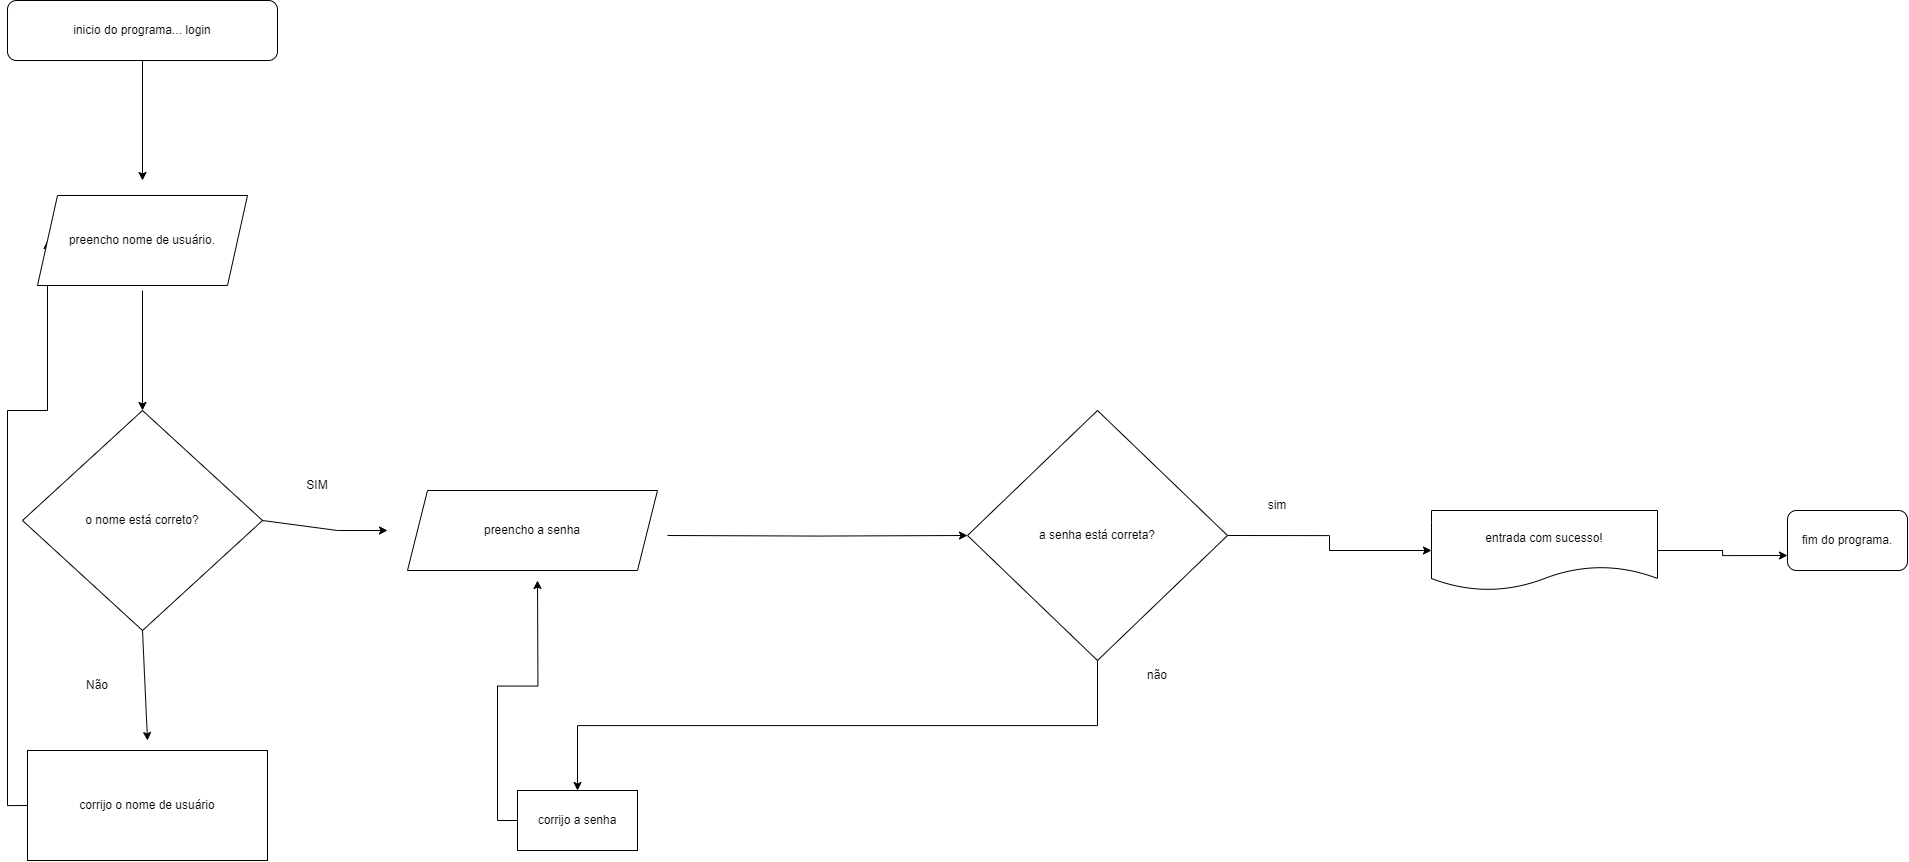 inicio do programa... login
preencho nome de usuário.
o nome está correto?
SIM
Não
corrijo o nome de usuário
preencho a senha
a senha está correta?
sim
não
corrijo a senha
entrada com sucesso!
fim do programa.